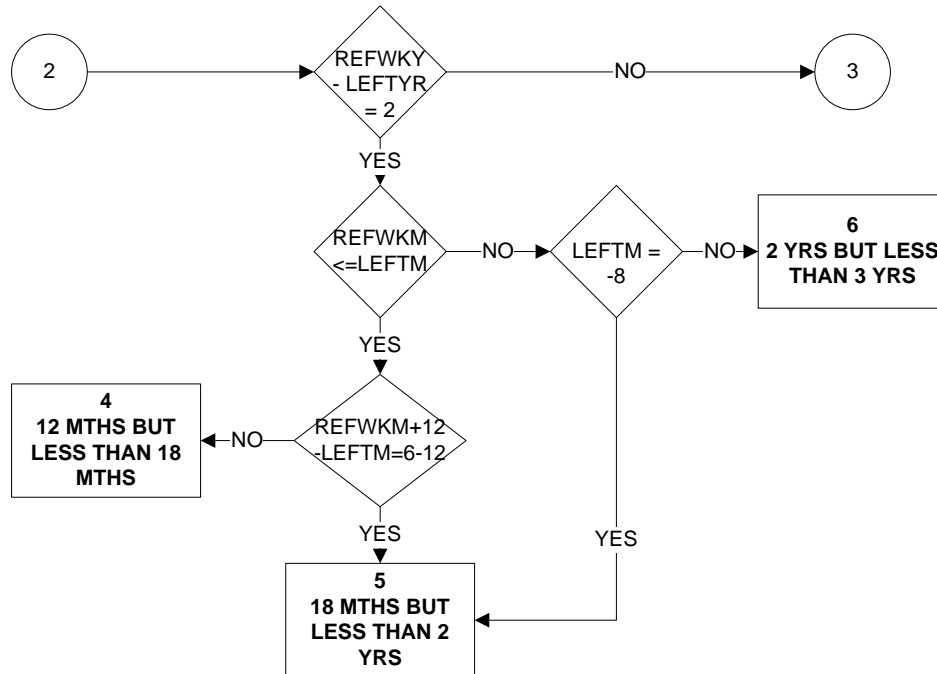 2
REFWKY
- LEFTYR
= 2
NO
3
YES
REFWKM
<=LEFTM
NO
LEFTM =
-8
NO
6
2 YRS BUT LESS
THAN 3 YRS
YES
4
12 MTHS BUT
LESS THAN 18
MTHS
NO
REFWKM+12
-LEFTM=6-12
YES
YES
5
18 MTHS BUT
LESS THAN 2
YRS